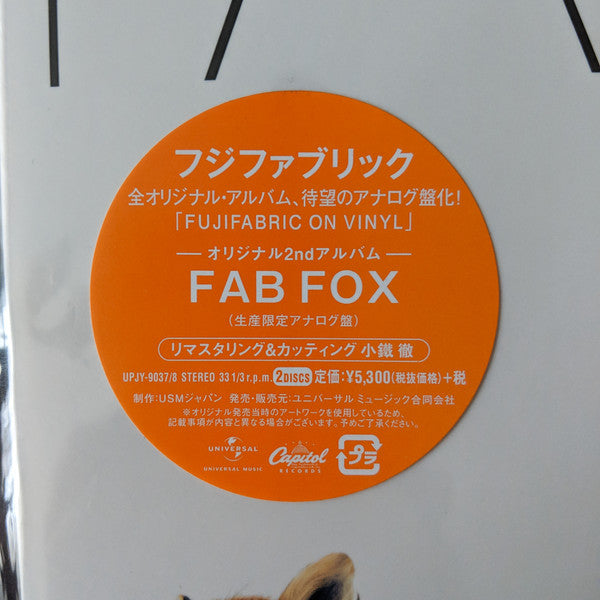 フジファブリック
全オリジナル・アルバム、待望のアナログ盤化!
「FUJIFABRIC ON VINYL」
オリジナル2ndアルバム
FAB FOX
(生産限定アナログ盤)
リマスタリング&カッティング 小鐵 徹
UPJY-9037/8 STEREO 33 1/3 r.p.m. 2DISCS 定価:¥5,300(税抜価格)+税
制作:USMジャパン 発売・販売元:ユニバーサル ミュージック合同会社
※オリジナル発売当時のアートワークを使用しているため、
記載事項が内容と異なる場合がございます。予めご了承ください。
UNIVERSAL
UNIVERSAL MUSIC
Capitol
RECORDS
プラ